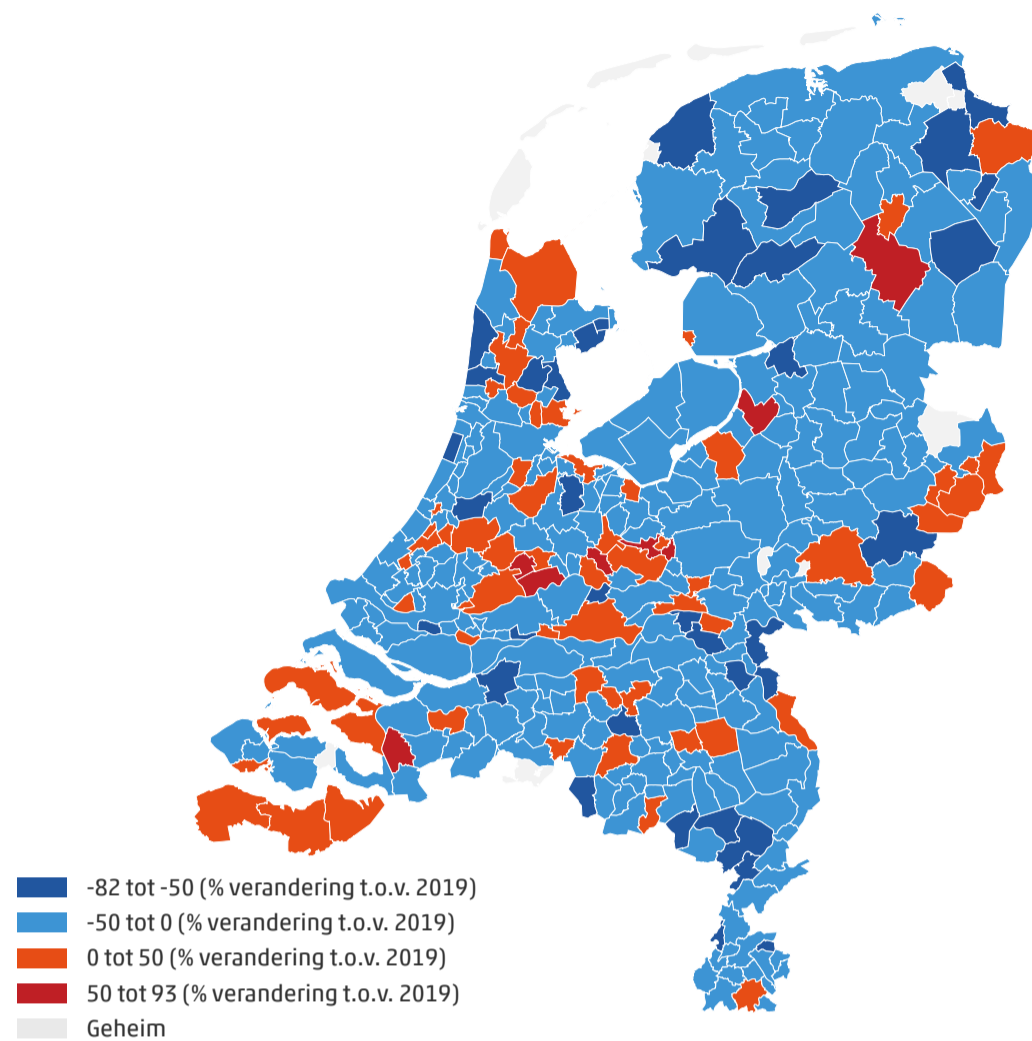 -82 tot -50 (% verandering t.o.v. 2019)
-50 tot 0 (% verandering t.o.v. 2019)
0 tot 50 (% verandering t.o.v. 2019)
50 tot 93 (% verandering t.o.v. 2019)
Geheim